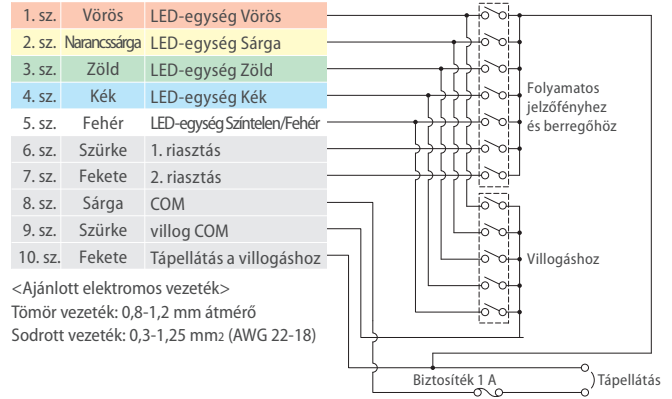 1. sz. Vörös LED-egység Vörös
2. sz. Narancssárga LED-egység Sárga
3. sz. Zöld LED-egység Zöld
4. sz. Kék LED-egység Kék
5. sz. Fehér LED-egység Színtelen/Fehér
6. sz. Szürke 1. riasztás
7. sz. Fekete 2. riasztás
8. sz. Sárga COM
9. sz. Szürke villog COM
10. sz. Fekete Tápellátás a villogáshoz
<Ajánlott elektromos vezeték>
Tömör vezeték: 0,8-1,2 mm átmérő
Sodrott vezeték: 0,3-1,25 mm2 (AWG 22-18)
Folyamatos
jelzőfényhez
és berregőhöz
Villogáshoz
Biztosíték 1 A
Tápellátás